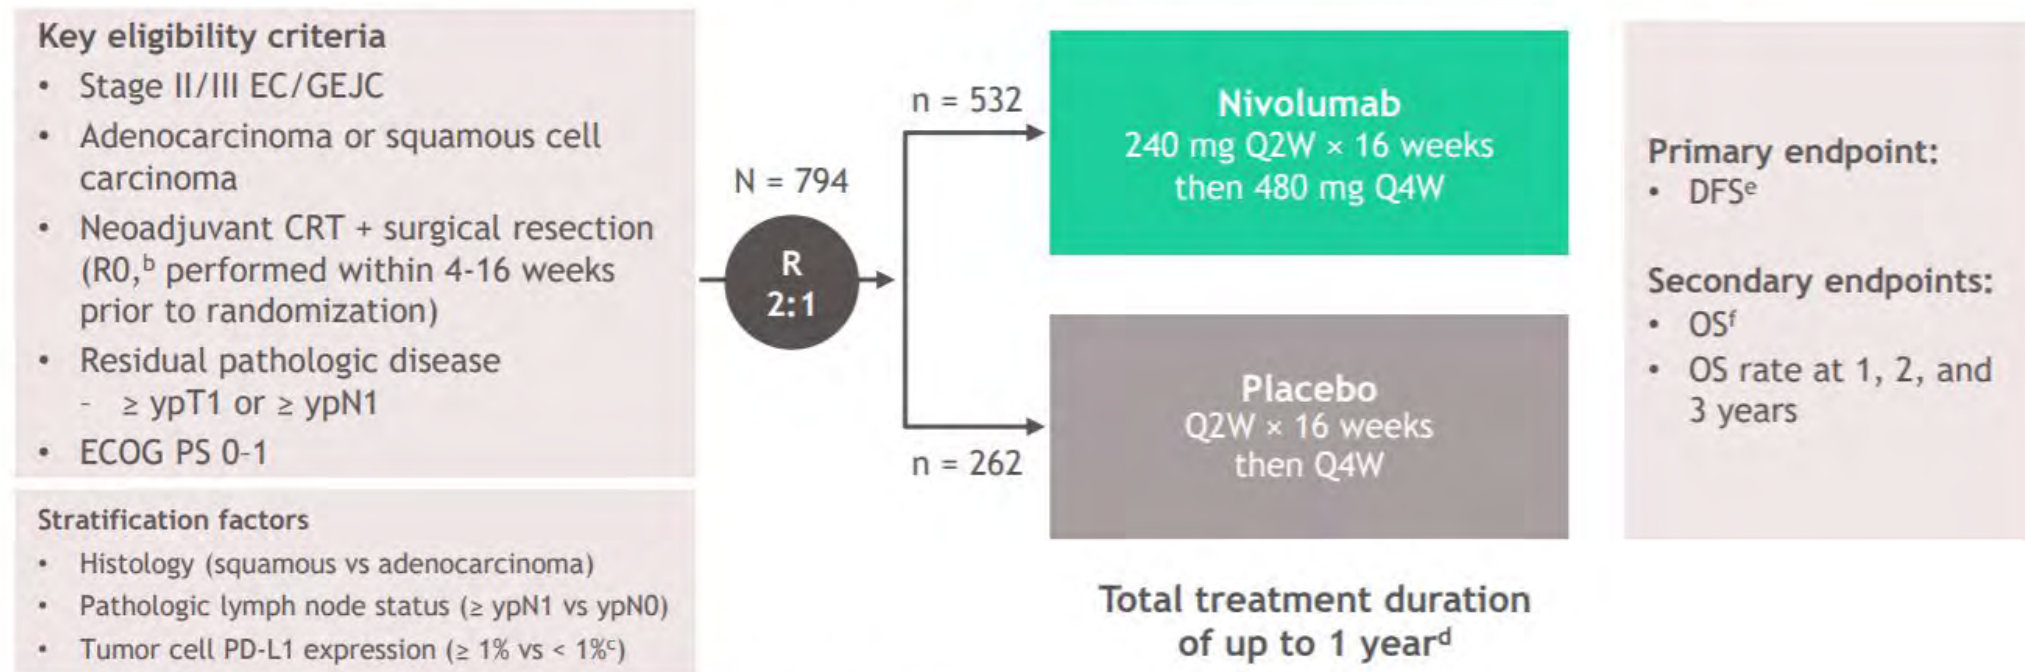 Key eligibility criteria
• Stage II/III EC/GEJC
• Adenocarcinoma or squamous cell
carcinoma
• Neoadjuvant CRT + surgical resection
(R0,ᵇ performed within 4-16 weeks
prior to randomization)
• Residual pathologic disease
- ≥ ypT1 or ≥ ypN1
• ECOG PS 0-1
Stratification factors
• Histology (squamous vs adenocarcinoma)
• Pathologic lymph node status (≥ ypN1 vs ypN0)
• Tumor cell PD-L1 expression (≥ 1% vs < 1%ᶜ)
N = 794
R
2:1
n = 532
n = 262
Nivolumab
240 mg Q2W × 16 weeks
then 480 mg Q4W
Placebo
Q2W × 16 weeks
then Q4W
Total treatment duration
of up to 1 yearᵈ
Primary endpoint:
• DFSᵉ
Secondary endpoints:
• OSᶠ
• OS rate at 1, 2, and
3 years